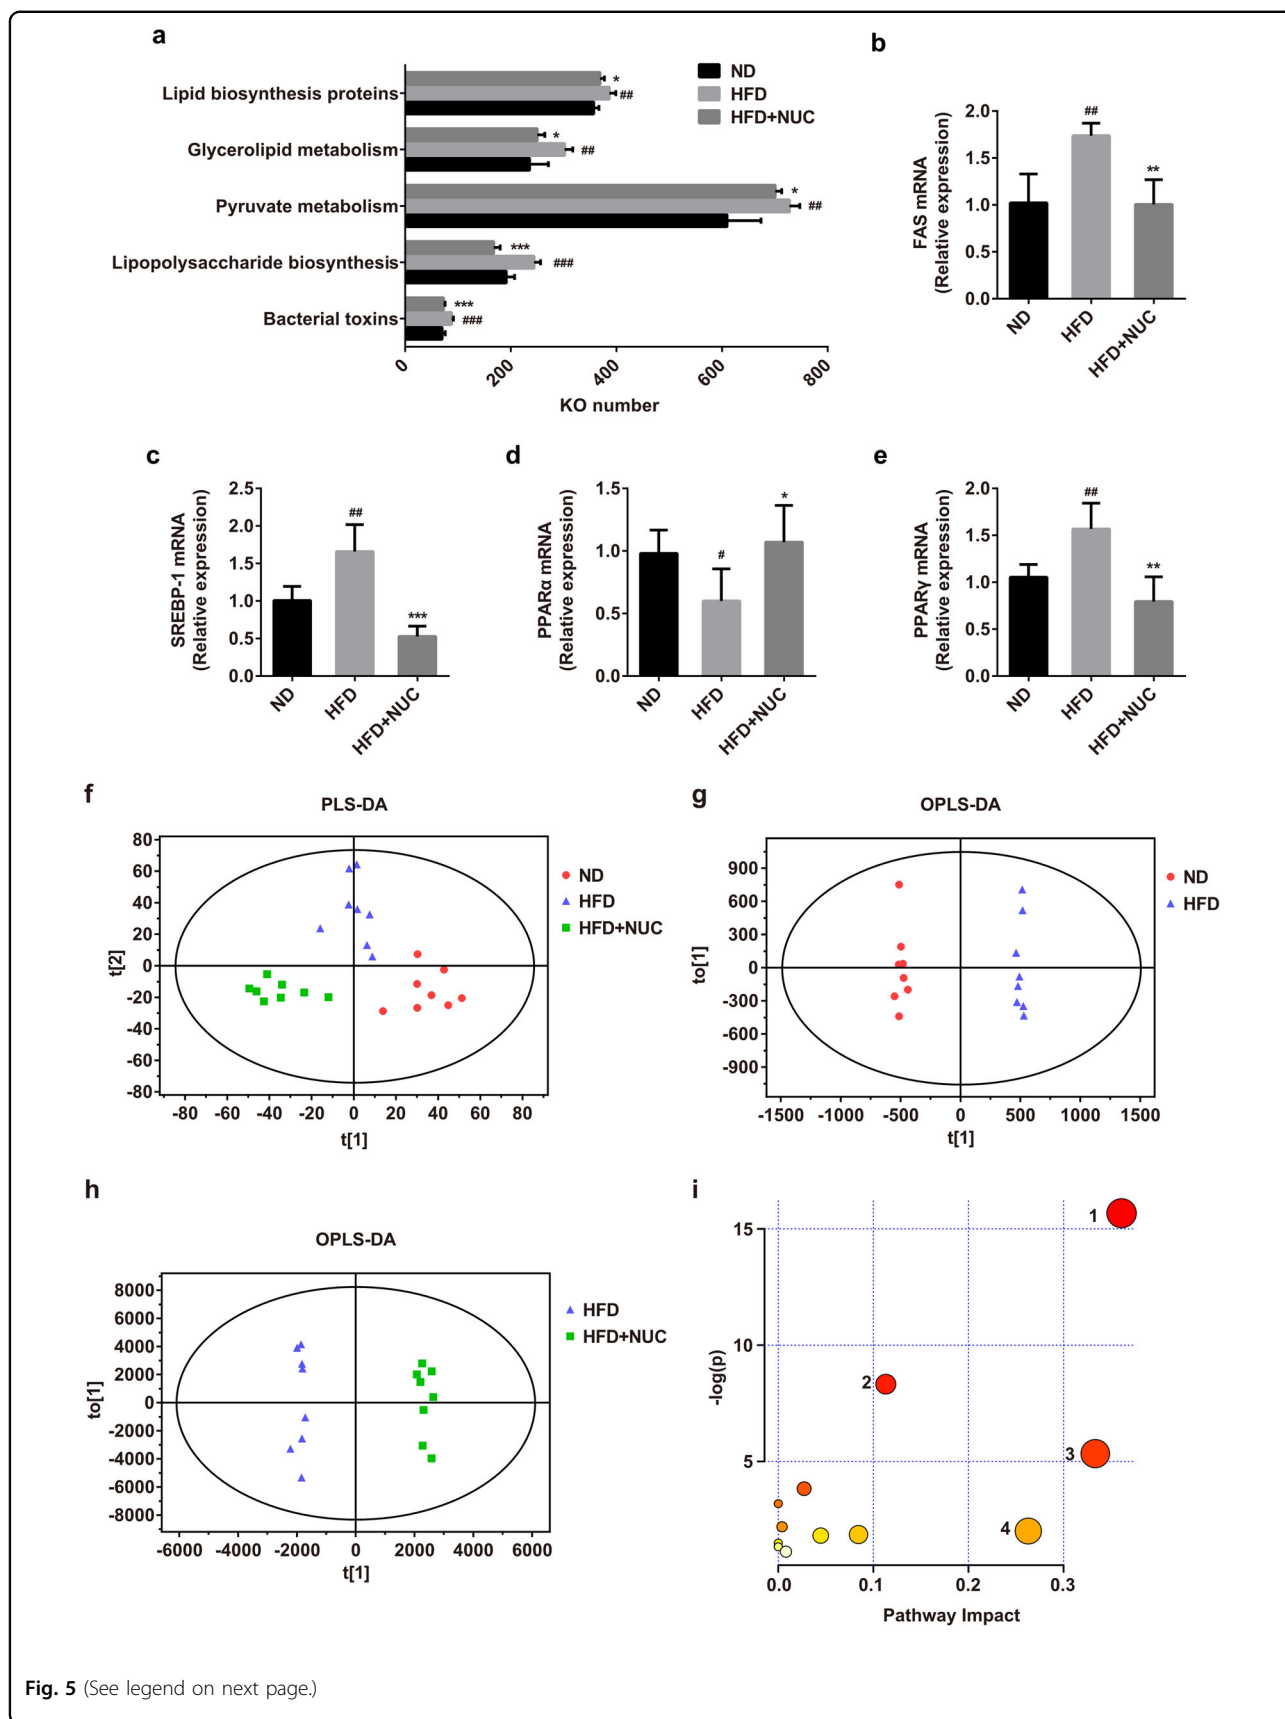 a
ND
HFD
HFD+NUC
Lipid biosynthesis proteins
*
##
Glycerolipid metabolism
*
##
Pyruvate metabolism
*
##
Lipopolysaccharide biosynthesis
***
###
Bacterial toxins
***
###
0 200 400 600 800
KO number
b
FAS mRNA
(Relative expression)
2.0
1.5
1.0
0.5
0.0
##
**
ND HFD HFD+NUC
c
SREBP-1 mRNA
(Relative expression)
2.5
2.0
1.5
1.0
0.5
0.0
##
***
ND HFD HFD+NUC
d
PPARα mRNA
(Relative expression)
1.5
1.0
0.5
0.0
#
*
ND HFD HFD+NUC
e
PPARγ mRNA
(Relative expression)
2.0
1.5
1.0
0.5
0.0
##
**
ND HFD HFD+NUC
f
PLS-DA
t[2]
80
60
40
20
0
-20
-40
-60
-80
-80 -60 -40 -20 0 20 40 60 80
t[1]
ND
HFD
HFD+NUC
g
OPLS-DA
to[1]
900
600
300
0
-300
-600
-900
-1500 -1000 -500 0 500 1000 1500
t[1]
ND
HFD
h
OPLS-DA
to[1]
8000
6000
4000
2000
0
-2000
-4000
-6000
-8000
-6000 -4000 -2000 0 2000 4000 6000
t[1]
HFD
HFD+NUC
i
-log(p)
15
10
5
1
2
3
4
0.0 0.1 0.2 0.3
Pathway Impact
Fig. 5 (See legend on next page.)